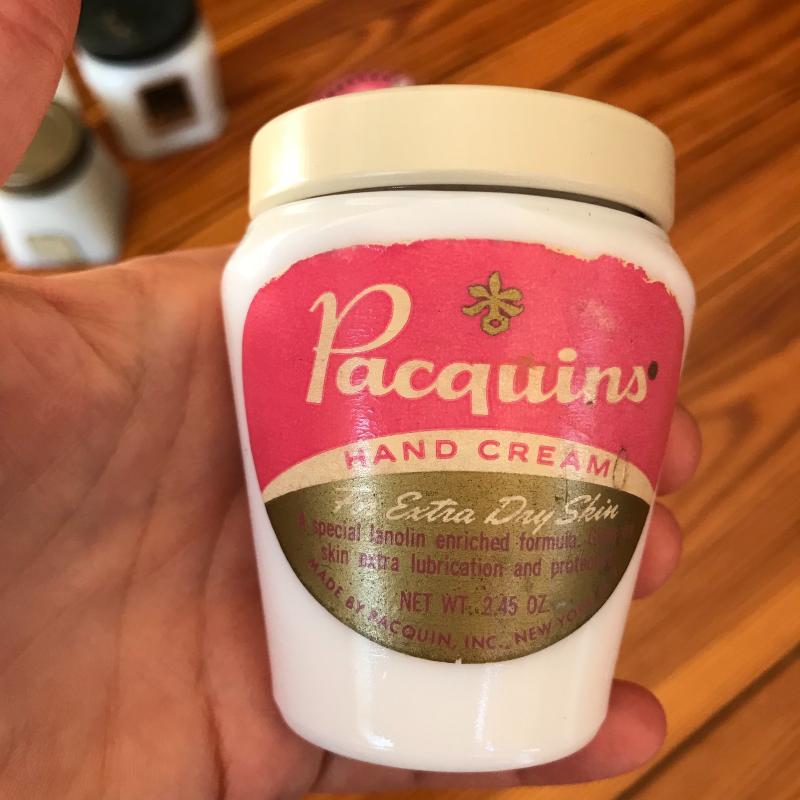 Pacquins
HAND CREAM
For Extra Dry Skin
A special lanolin enriched formula.
skin extra lubrication and
NET WT. 2.45 OZ.
MADE BY PACQUIN, INC., NEW YORK